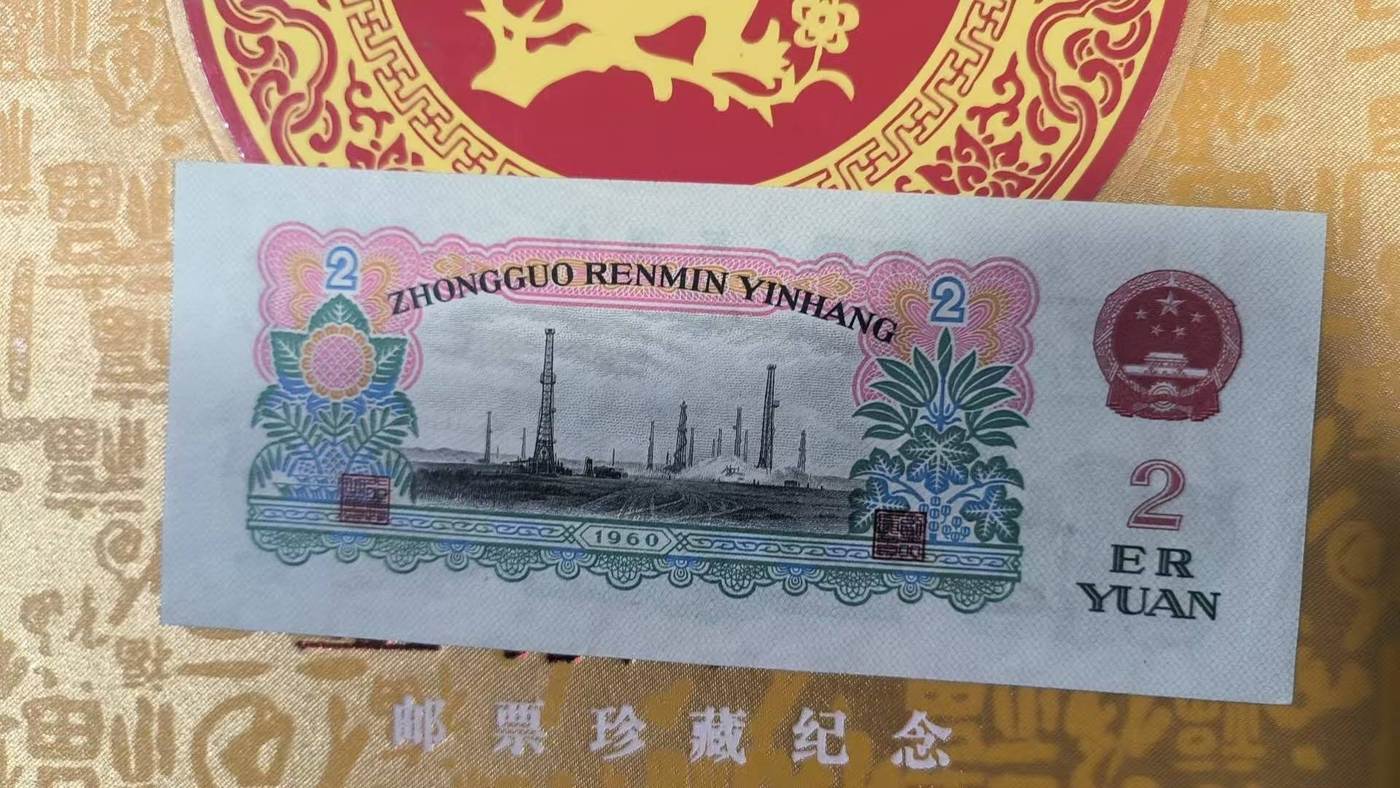 2
ZHONGGUO RENMIN YINHANG
2
1960
2
ER
YUAN
邮票珍藏纪念